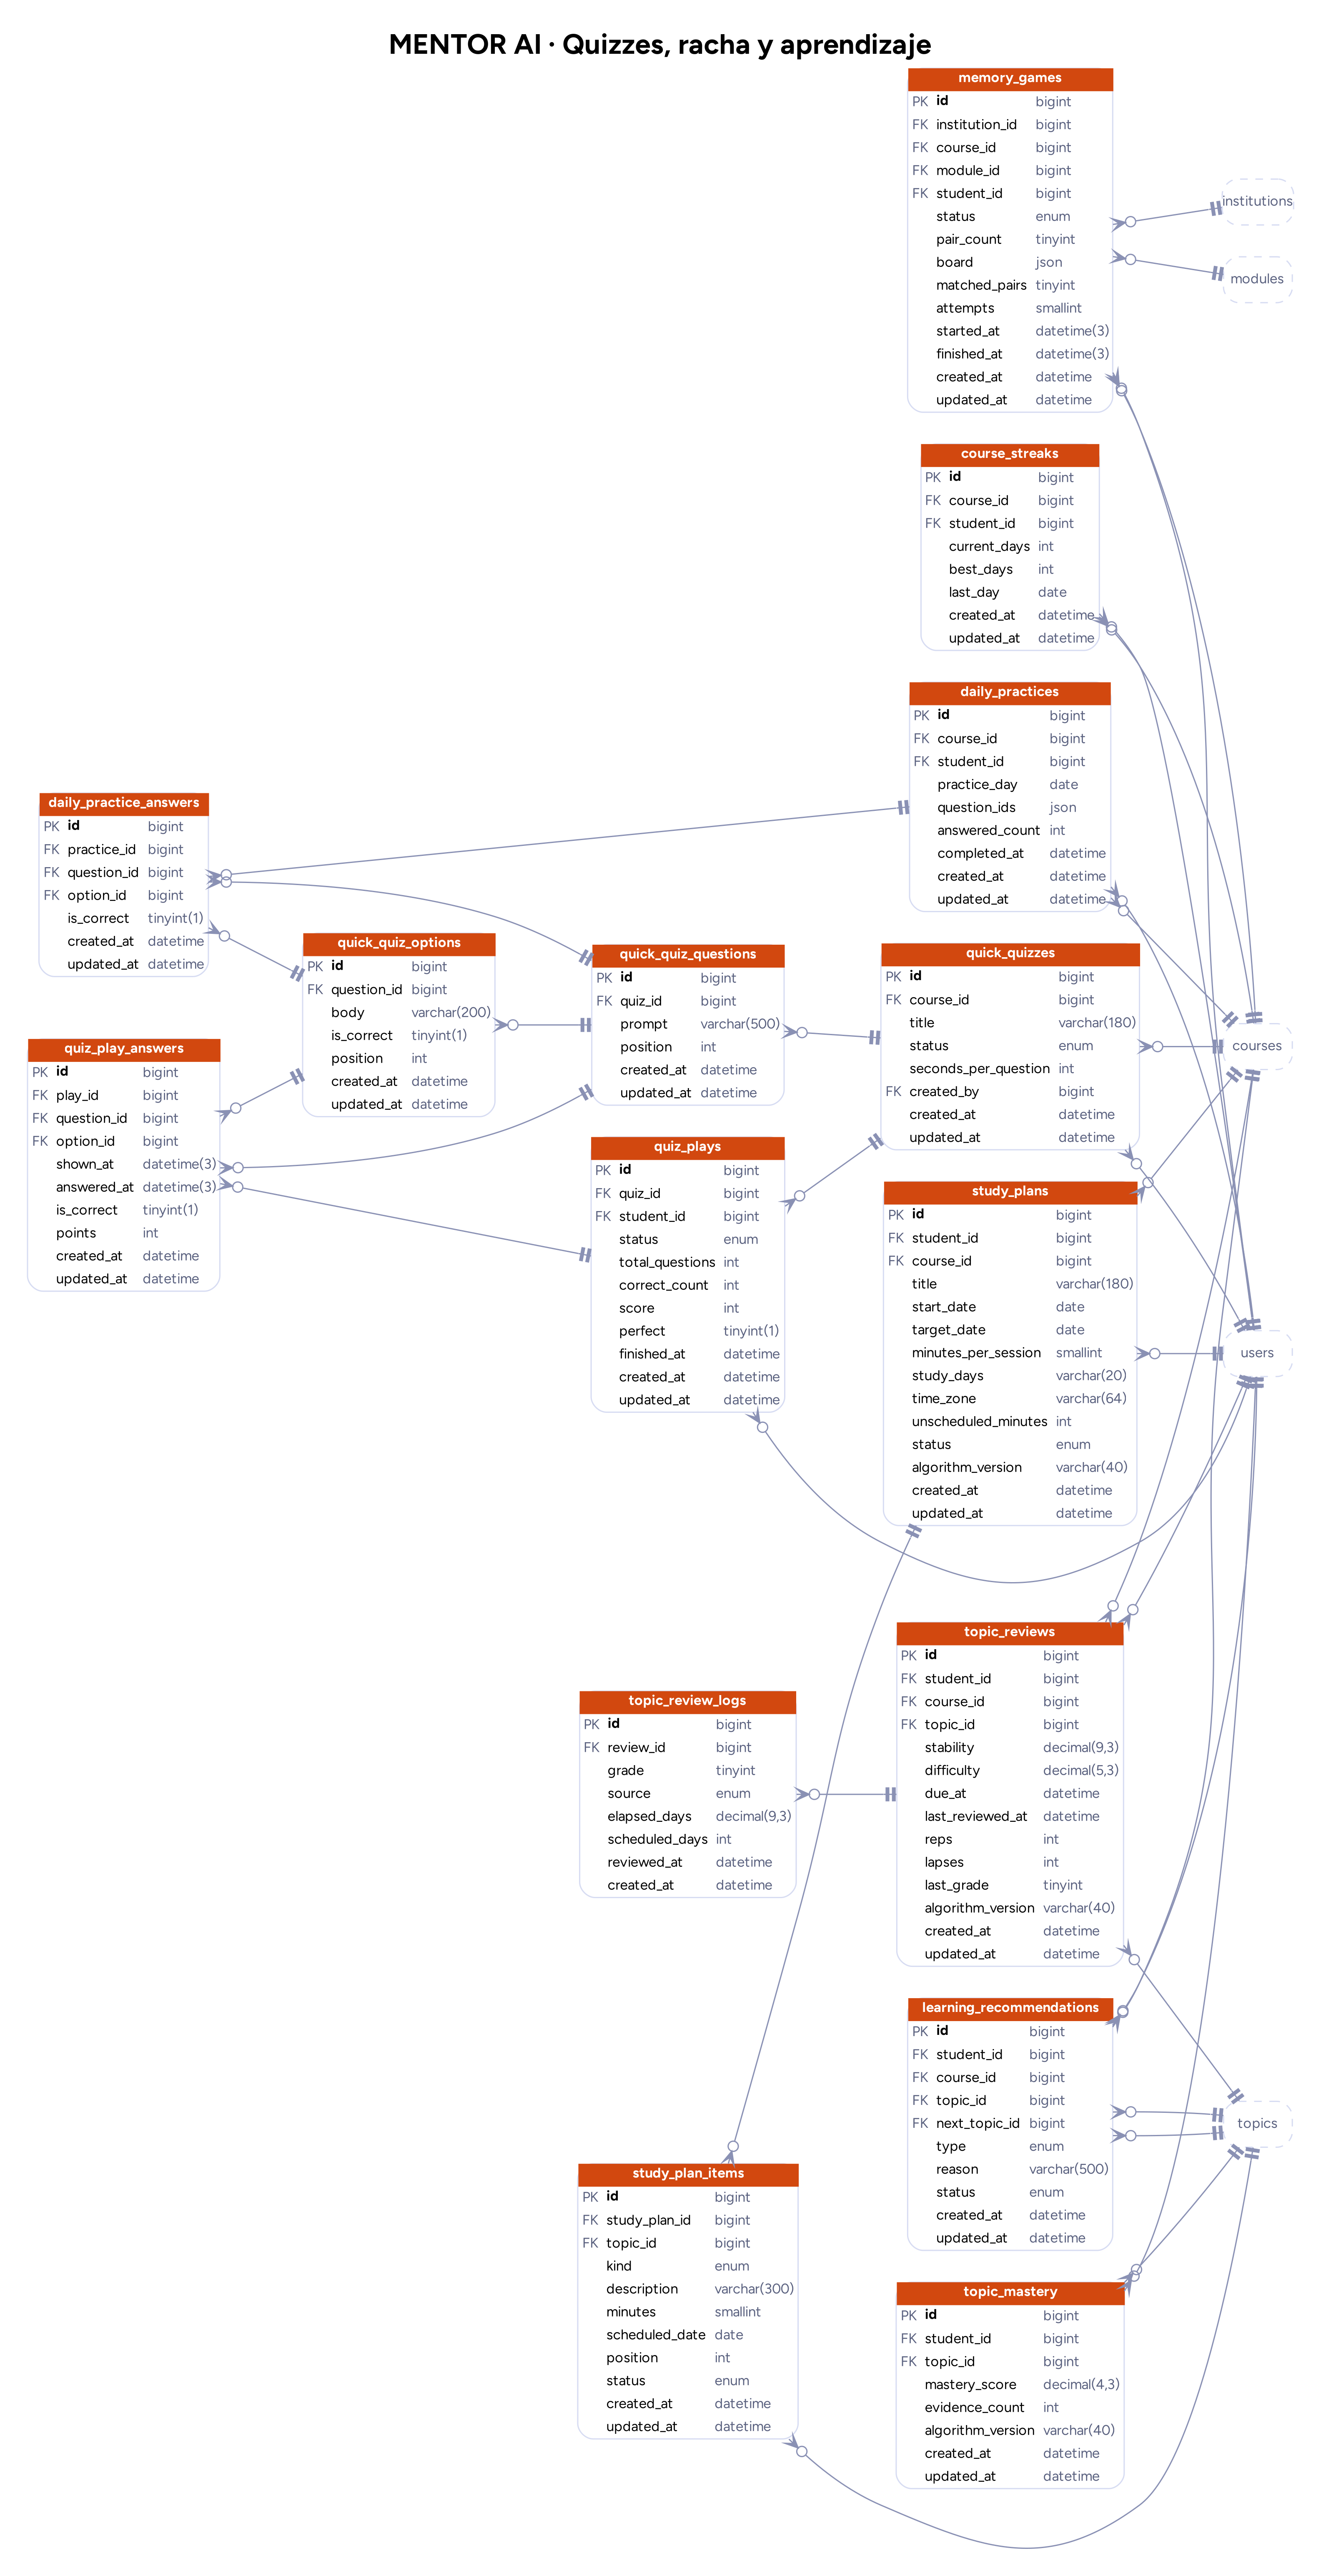 MENTOR AI · Quizzes, racha y aprendizaje
memory_games
PK id bigint
FK institution_id bigint
FK course_id bigint
FK module_id bigint
FK student_id bigint
status enum
pair_count tinyint
board json
matched_pairs tinyint
attempts smallint
started_at datetime(3)
finished_at datetime(3)
created_at datetime
updated_at datetime
institutions
modules
course_streaks
PK id bigint
FK course_id bigint
FK student_id bigint
current_days int
best_days int
last_day date
created_at datetime
updated_at datetime
daily_practices
PK id bigint
FK course_id bigint
FK student_id bigint
practice_day date
question_ids json
answered_count int
completed_at datetime
created_at datetime
updated_at datetime
daily_practice_answers
PK id bigint
FK practice_id bigint
FK question_id bigint
FK option_id bigint
is_correct tinyint(1)
created_at datetime
updated_at datetime
quick_quiz_options
PK id bigint
FK question_id bigint
body varchar(200)
is_correct tinyint(1)
position int
created_at datetime
updated_at datetime
quick_quiz_questions
PK id bigint
FK quiz_id bigint
prompt varchar(500)
position int
created_at datetime
updated_at datetime
quick_quizzes
PK id bigint
FK course_id bigint
title varchar(180)
status enum
seconds_per_question int
FK created_by bigint
created_at datetime
updated_at datetime
courses
quiz_play_answers
PK id bigint
FK play_id bigint
FK question_id bigint
FK option_id bigint
shown_at datetime(3)
answered_at datetime(3)
is_correct tinyint(1)
points int
created_at datetime
updated_at datetime
quiz_plays
PK id bigint
FK quiz_id bigint
FK student_id bigint
status enum
total_questions int
correct_count int
score int
perfect tinyint(1)
finished_at datetime
created_at datetime
updated_at datetime
study_plans
PK id bigint
FK student_id bigint
FK course_id bigint
title varchar(180)
start_date date
target_date date
minutes_per_session smallint
study_days varchar(20)
time_zone varchar(64)
unscheduled_minutes int
status enum
algorithm_version varchar(40)
created_at datetime
updated_at datetime
users
topic_reviews
PK id bigint
FK student_id bigint
FK course_id bigint
FK topic_id bigint
stability decimal(9,3)
difficulty decimal(5,3)
due_at datetime
last_reviewed_at datetime
reps int
lapses int
last_grade tinyint
algorithm_version varchar(40)
created_at datetime
updated_at datetime
topic_review_logs
PK id bigint
FK review_id bigint
grade tinyint
source enum
elapsed_days decimal(9,3)
scheduled_days int
reviewed_at datetime
created_at datetime
learning_recommendations
PK id bigint
FK student_id bigint
FK course_id bigint
FK topic_id bigint
FK next_topic_id bigint
type enum
reason varchar(500)
status enum
created_at datetime
updated_at datetime
topics
study_plan_items
PK id bigint
FK study_plan_id bigint
FK topic_id bigint
kind enum
description varchar(300)
minutes smallint
scheduled_date date
position int
status enum
created_at datetime
updated_at datetime
topic_mastery
PK id bigint
FK student_id bigint
FK topic_id bigint
mastery_score decimal(4,3)
evidence_count int
algorithm_version varchar(40)
created_at datetime
updated_at datetime